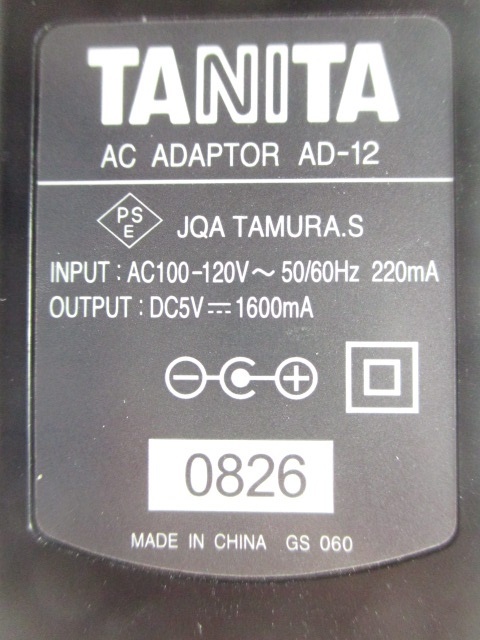 TANITA
AC ADAPTOR AD-12
PS
E
JQA TAMURA.S
INPUT : AC100-120V～ 50/60Hz 220mA
OUTPUT : DC5V⎓1600mA
0826
MADE IN CHINA GS 060